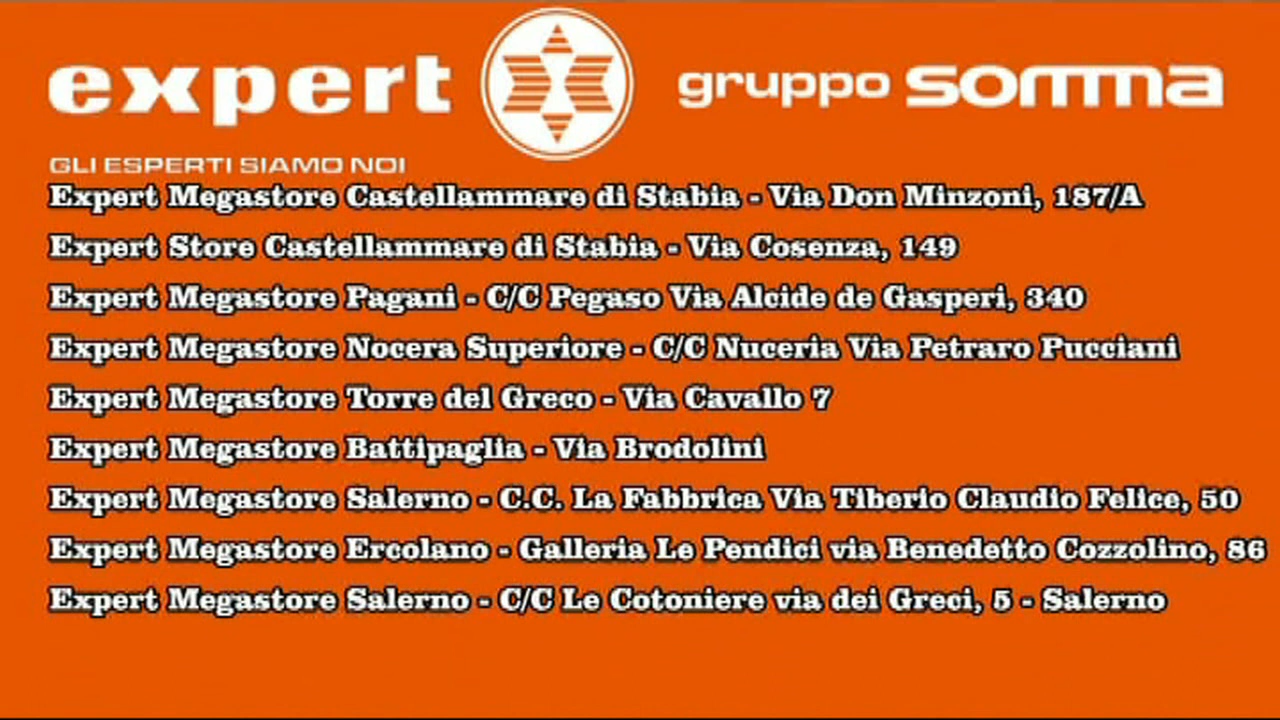 expert gruppo somma
GLI ESPERTI SIAMO NOI
Expert Megastore Castellammare di Stabia - Via Don Minzoni, 187/A
Expert Store Castellammare di Stabia - Via Cosenza, 149
Expert Megastore Pagani - C/C Pegaso Via Alcide de Gasperi, 340
Expert Megastore Nocera Superiore - C/C Nuceria Via Petraro Pucciani
Expert Megastore Torre del Greco - Via Cavallo 7
Expert Megastore Battipaglia - Via Brodolini
Expert Megastore Salerno - C.C. La Fabbrica Via Tiberio Claudio Felice, 50
Expert Megastore Ercolano - Galleria Le Pendici via Benedetto Cozzolino, 86
Expert Megastore Salerno - C/C Le Cotoniere via dei Greci, 5 - Salerno